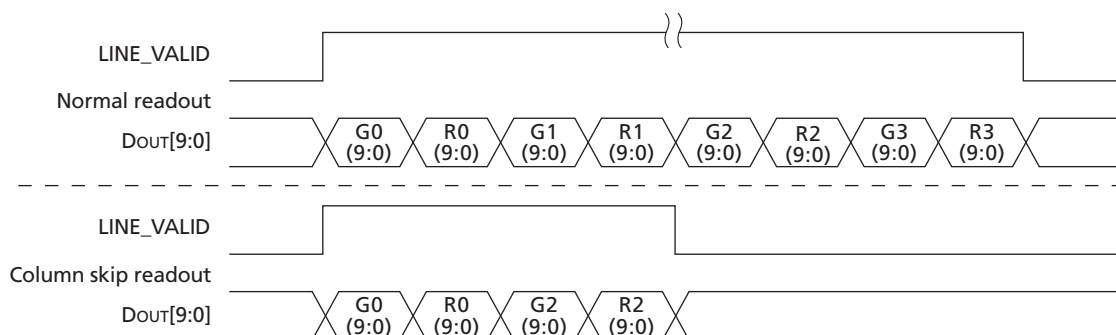 LINE_VALID
Normal readout
DOUT[9:0]
G0 (9:0)
R0 (9:0)
G1 (9:0)
R1 (9:0)
G2 (9:0)
R2 (9:0)
G3 (9:0)
R3 (9:0)
LINE_VALID
Column skip readout
DOUT[9:0]
G0 (9:0)
R0 (9:0)
G2 (9:0)
R2 (9:0)